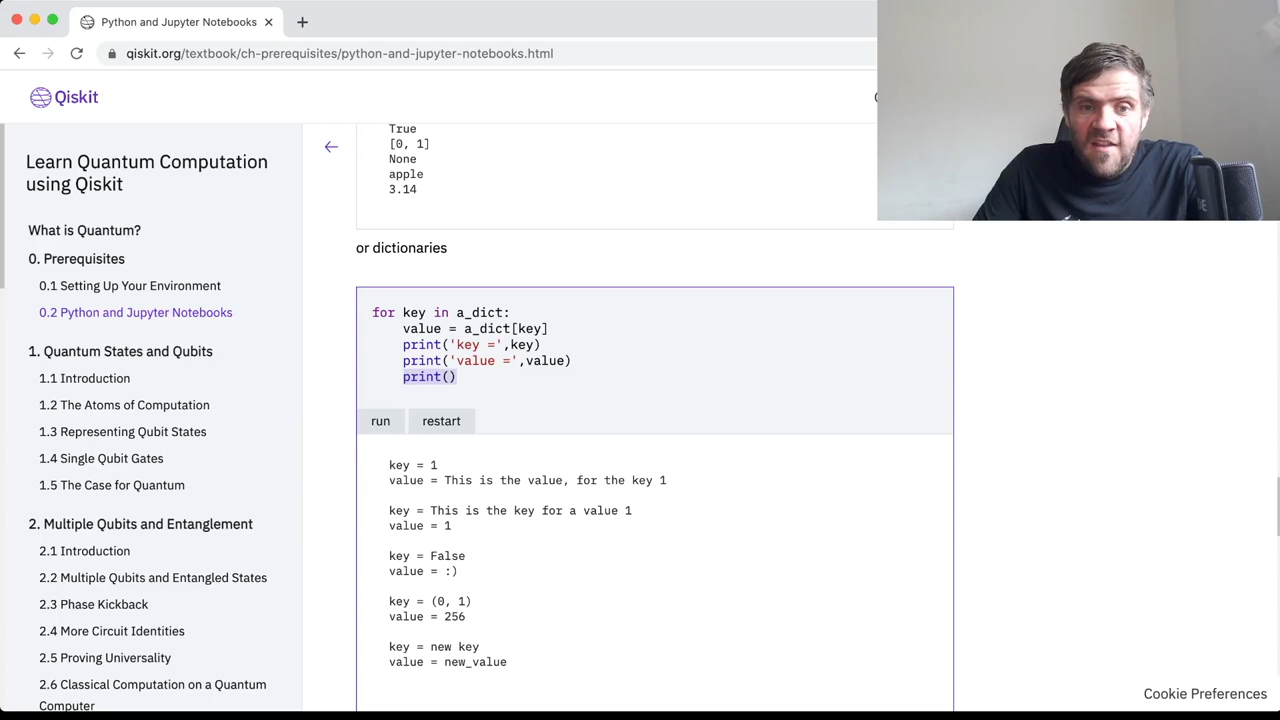 Python and Jupyter Notebooks
qiskit.org/textbook/ch-prerequisites/python-and-jupyter-notebooks.html
Qiskit
Learn Quantum Computation
using Qiskit
What is Quantum?
0. Prerequisites
0.1 Setting Up Your Environment
0.2 Python and Jupyter Notebooks
1. Quantum States and Qubits
1.1 Introduction
1.2 The Atoms of Computation
1.3 Representing Qubit States
1.4 Single Qubit Gates
1.5 The Case for Quantum
2. Multiple Qubits and Entanglement
2.1 Introduction
2.2 Multiple Qubits and Entangled States
2.3 Phase Kickback
2.4 More Circuit Identities
2.5 Proving Universality
2.6 Classical Computation on a Quantum
Computer
True
[0, 1]
None
apple
3.14
or dictionaries
for key in a_dict:
value = a_dict[key]
print('key =',key)
print('value =',value)
print()
run restart
key = 1
value = This is the value, for the key 1
key = This is the key for a value 1
value = 1
key = False
value = :)
key = (0, 1)
value = 256
key = new key
value = new_value
Cookie Preferences